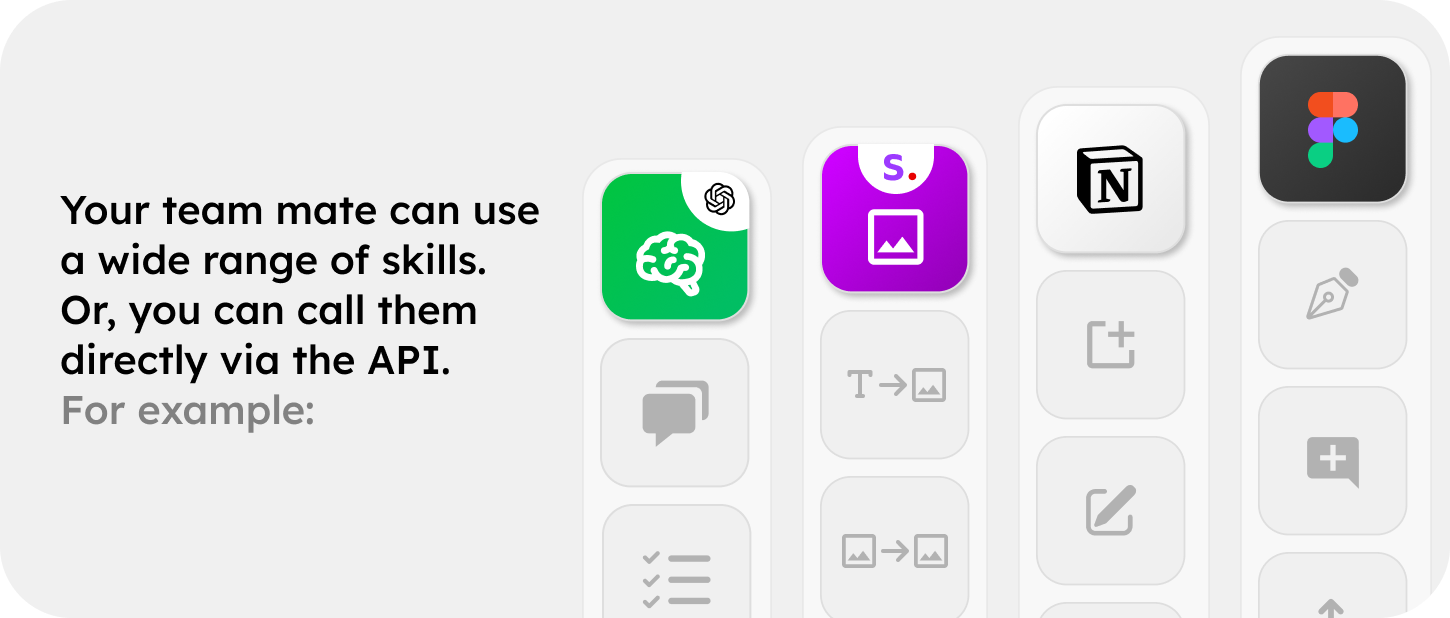 Your team mate can use
a wide range of skills.
Or, you can call them
directly via the API.
For example:
S.
N
T